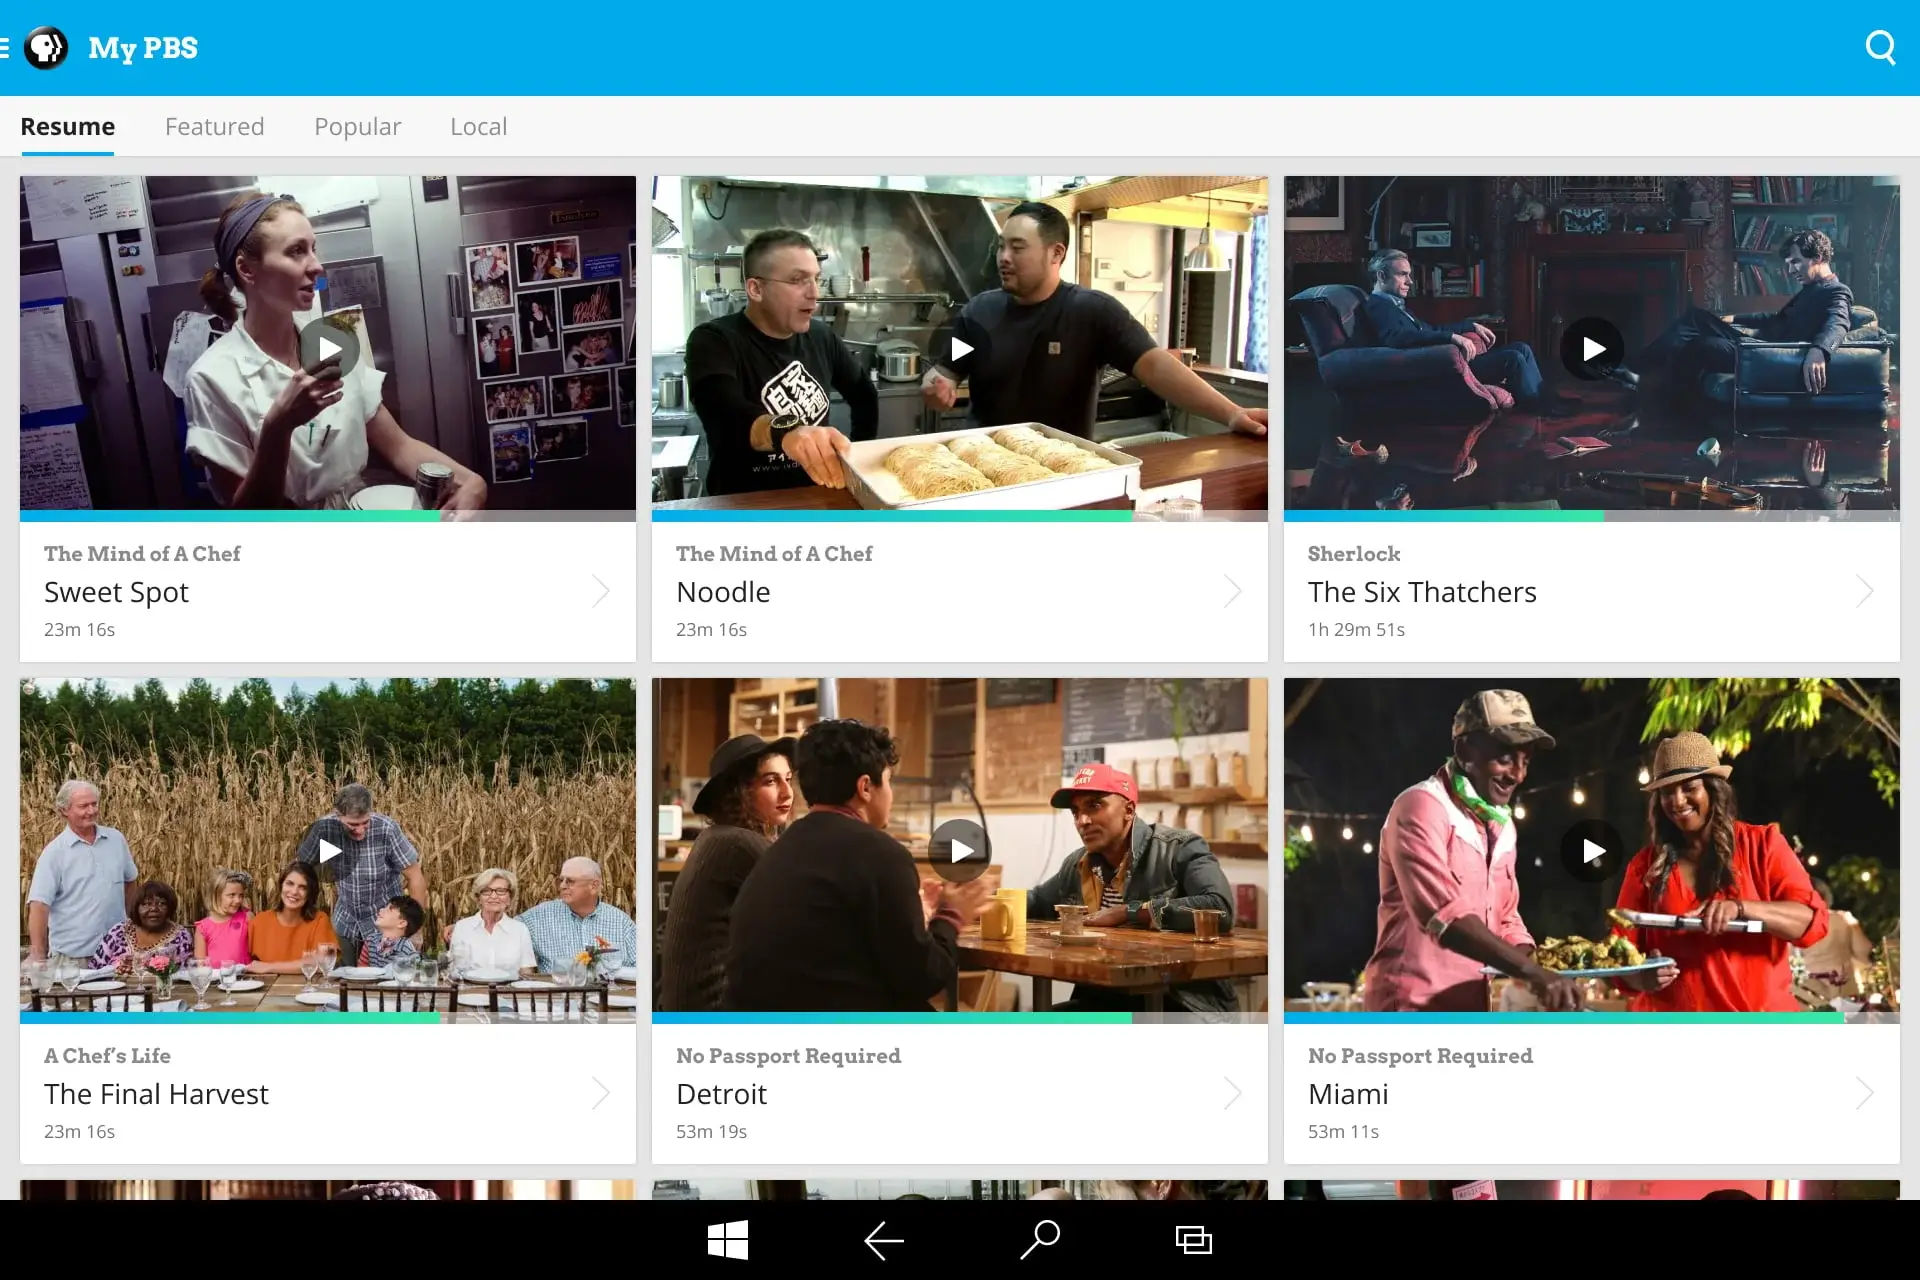 My PBS
Resume Featured Popular Local
The Mind of A Chef
Sweet Spot
23m 16s
The Mind of A Chef
Noodle
23m 16s
Sherlock
The Six Thatchers
1h 29m 51s
A Chef’s Life
The Final Harvest
23m 16s
No Passport Required
Detroit
53m 19s
No Passport Required
Miami
53m 11s